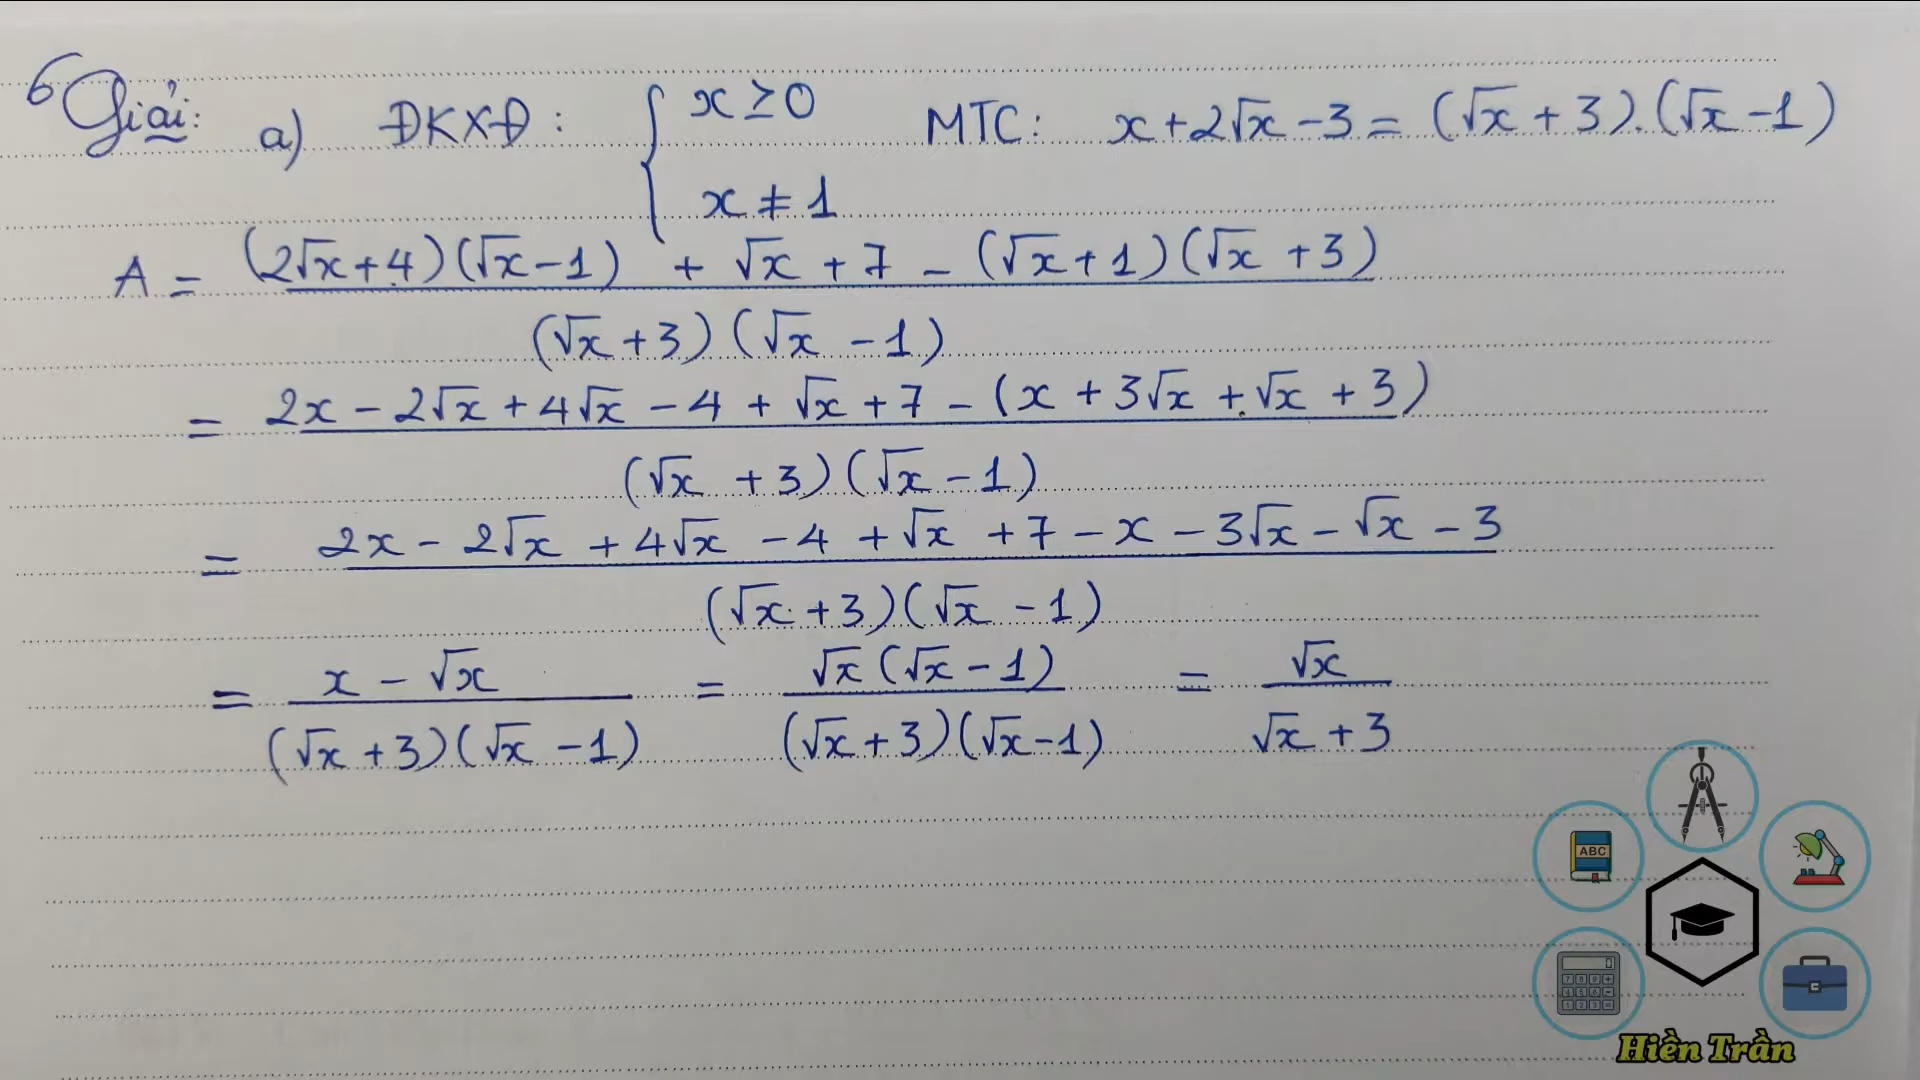 6 Giải: a) ĐKXĐ: { x ≥ 0 MTC: x + 2√x - 3 = (√x + 3).(√x - 1)
x ≠ 1
A = (2√x + 4)(√x - 1) + √x + 7 - (√x + 1)(√x + 3)
(√x + 3)(√x - 1)
= 2x - 2√x + 4√x - 4 + √x + 7 - (x + 3√x + √x + 3)
(√x + 3)(√x - 1)
= 2x - 2√x + 4√x - 4 + √x + 7 - x - 3√x - √x - 3
(√x + 3)(√x - 1)
= x - √x = √x(√x - 1) = √x
(√x + 3)(√x - 1) (√x + 3)(√x - 1) √x + 3
ABC
Hiền Trần